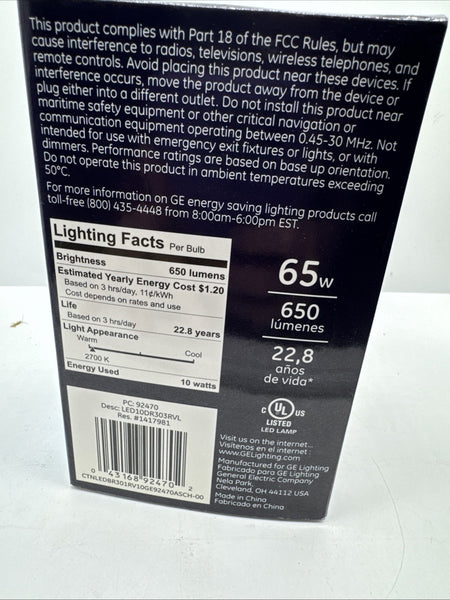 This product complies with Part 18 of the FCC Rules, but may
cause interference to radios, televisions, wireless telephones, and
remote controls. Avoid placing this product near these devices. If
interference occurs, move the product away from the device or
plug either into a different outlet. Do not install this product near
maritime safety equipment or other critical navigation or
communication equipment operating between 0.45-30 MHz. Not
intended for use with emergency exit fixtures or lights, or with
dimmers. Performance ratings are based on base up orientation.
Do not operate this product in ambient temperatures exceeding
50°C.
For more information on GE energy saving lighting products call
toll-free (800) 435-4448 from 8:00am-6:00pm EST.
Lighting Facts Per Bulb
Brightness 650 lumens
Estimated Yearly Energy Cost $1.20
Based on 3 hrs/day, 11¢/kWh
Cost depends on rates and use
Life
Based on 3 hrs/day 22.8 years
Light Appearance
Warm Cool
2700 K
Energy Used 10 watts
65w
650
lúmenes
22,8
años
de vida*
c UL US
LISTED
LED LAMP
PC: 92470
Desc: LED10DR303RVL
Res. #1417981
0 43168 92470 2
CTNLEDBR301RV10GE92470ASCH-00
Visit us on the internet...
Visítenos en el internet...
www.GELighting.com
Manufactured for GE Lighting
Fabricado para GE Lighting
General Electric Company
Nela Park
Cleveland, OH 44112 USA
Made in China
Fabricado en China